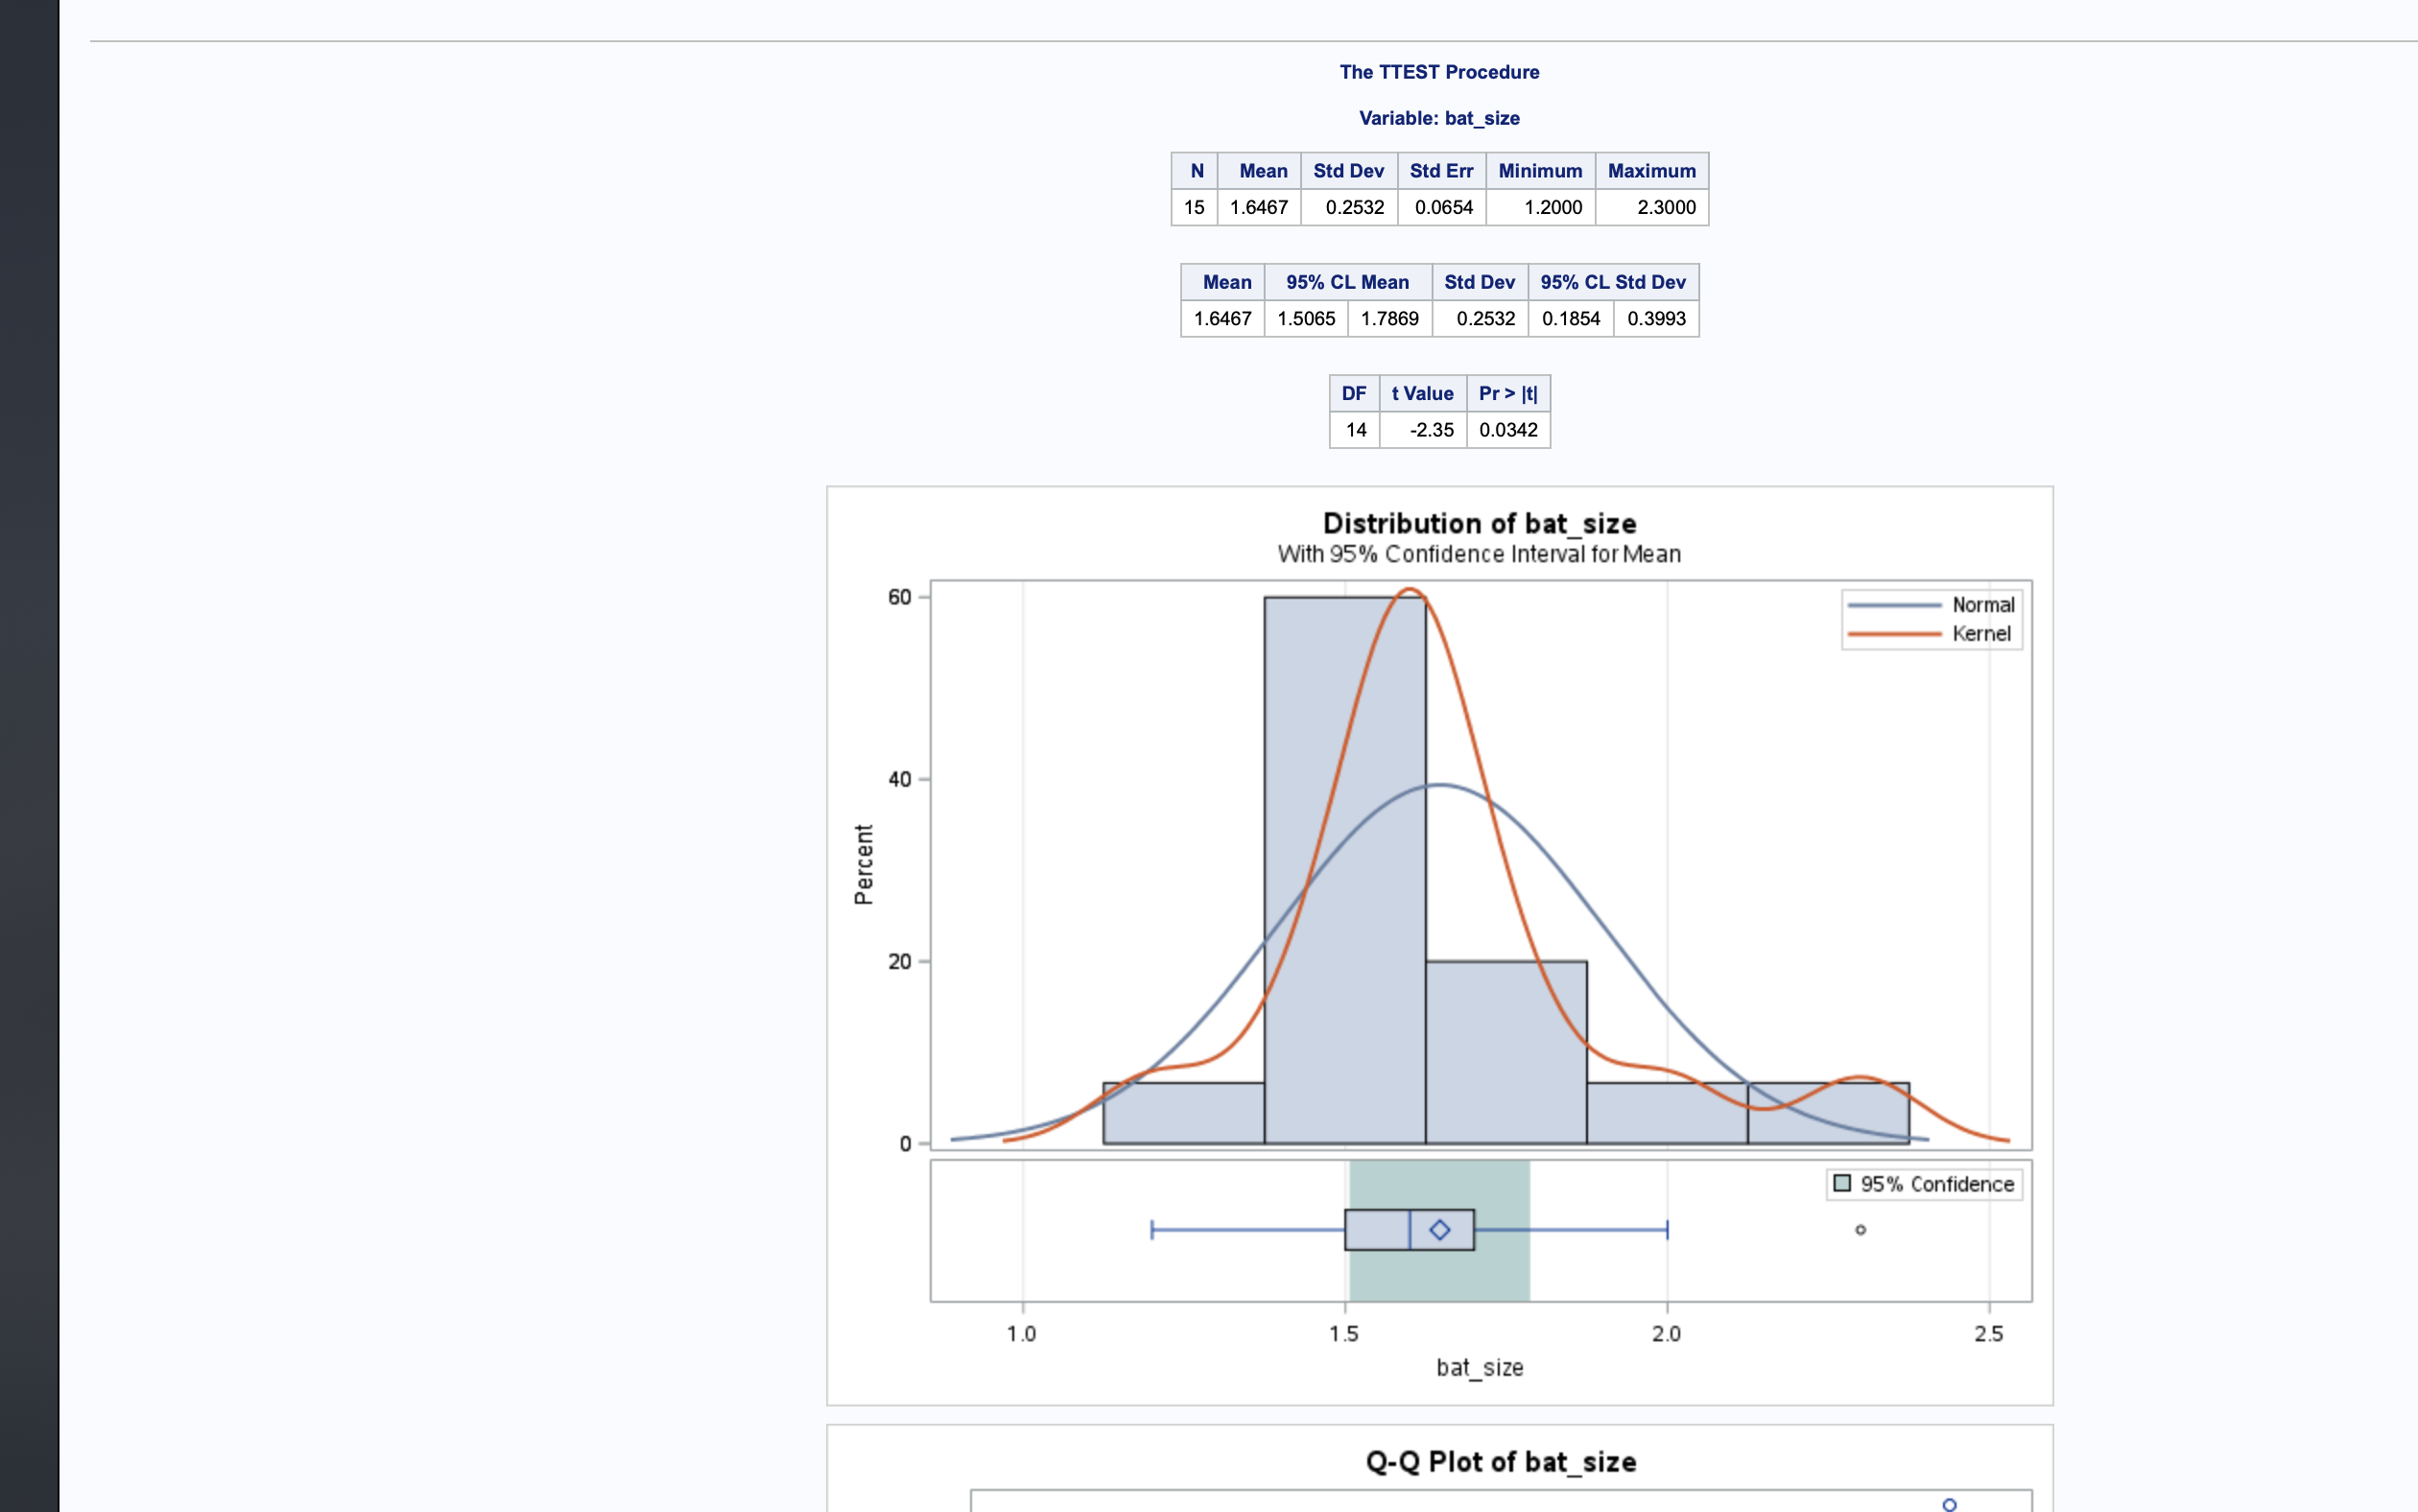 The TTEST Procedure
Variable: bat_size
N Mean Std Dev Std Err Minimum Maximum
15 1.6467 0.2532 0.0654 1.2000 2.3000
Mean 95% CL Mean Std Dev 95% CL Std Dev
1.6467 1.5065 1.7869 0.2532 0.1854 0.3993
DF t Value Pr > |t|
14 -2.35 0.0342
Distribution of bat_size
With 95% Confidence Interval for Mean
Normal
Kernel
60
40
20
0
Percent
95% Confidence
1.0 1.5 2.0 2.5
bat_size
Q-Q Plot of bat_size